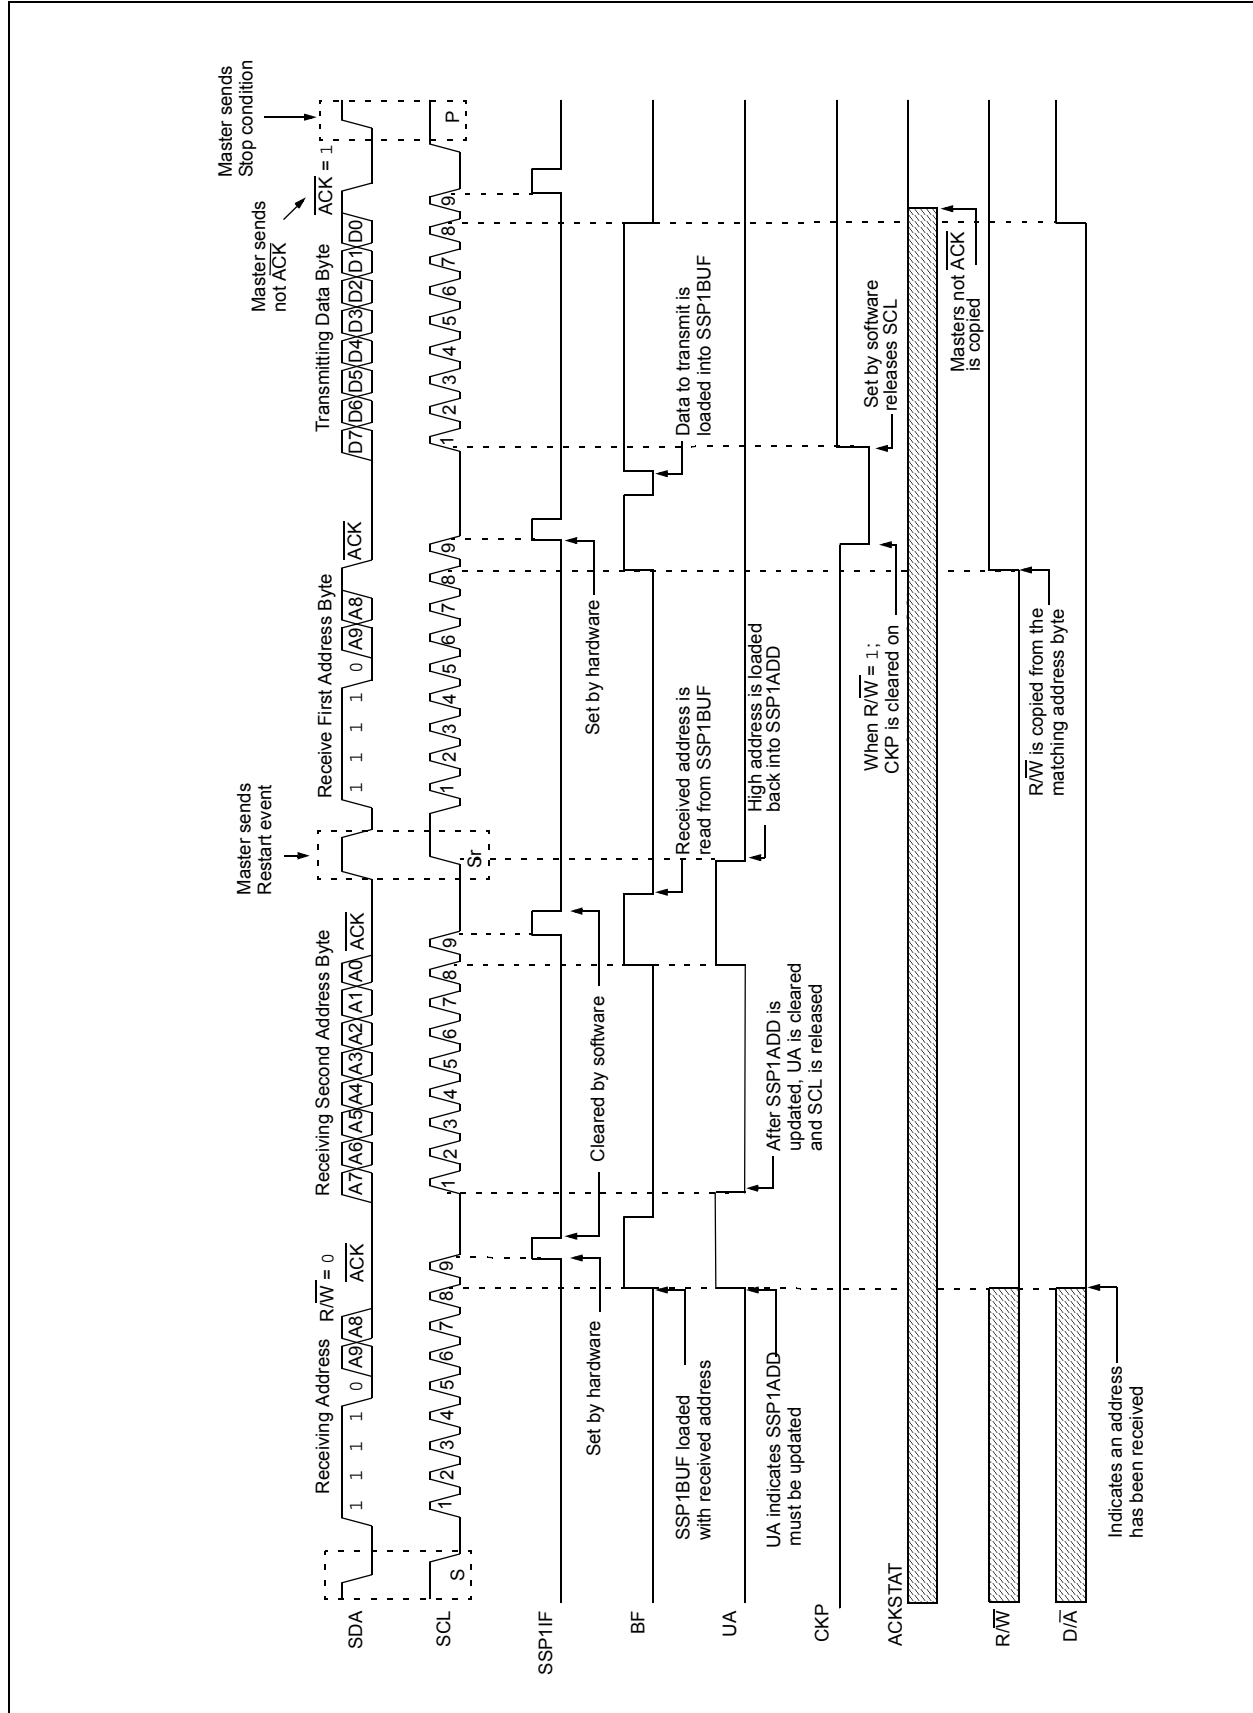 Master sends
Stop condition
Master sends
not A̅C̅K̅
A̅C̅K̅ = 1
Master sends
Restart event
Receiving Address
R/W̅ = 0
Receiving Second Address Byte
Receive First Address Byte
Transmitting Data Byte
SDA
1 1 1 1 0 A9 A8
A̅C̅K̅
A7 A6 A5 A4 A3 A2 A1 A0
A̅C̅K̅
1 1 1 1 0 A9 A8
A̅C̅K̅
D7 D6 D5 D4 D3 D2 D1 D0
SCL
S
1 2 3 4 5 6 7 8 9
1 2 3 4 5 6 7 8 9
Sr
1 2 3 4 5 6 7 8 9
1 2 3 4 5 6 7 8 9
P
SSP1IF
Set by hardware
Cleared by software
Set by hardware
BF
SSP1BUF loaded
with received address
Received address is
read from SSP1BUF
Data to transmit is
loaded into SSP1BUF
UA
UA indicates SSP1ADD
must be updated
After SSP1ADD is
updated, UA is cleared
and SCL is released
High address is loaded
back into SSP1ADD
CKP
When R/W̅ = 1;
CKP is cleared on
Set by software
releases SCL
ACKSTAT
Masters not A̅C̅K̅
is copied
R/W̅
R/W̅ is copied from the
matching address byte
D/A̅
Indicates an address
has been received